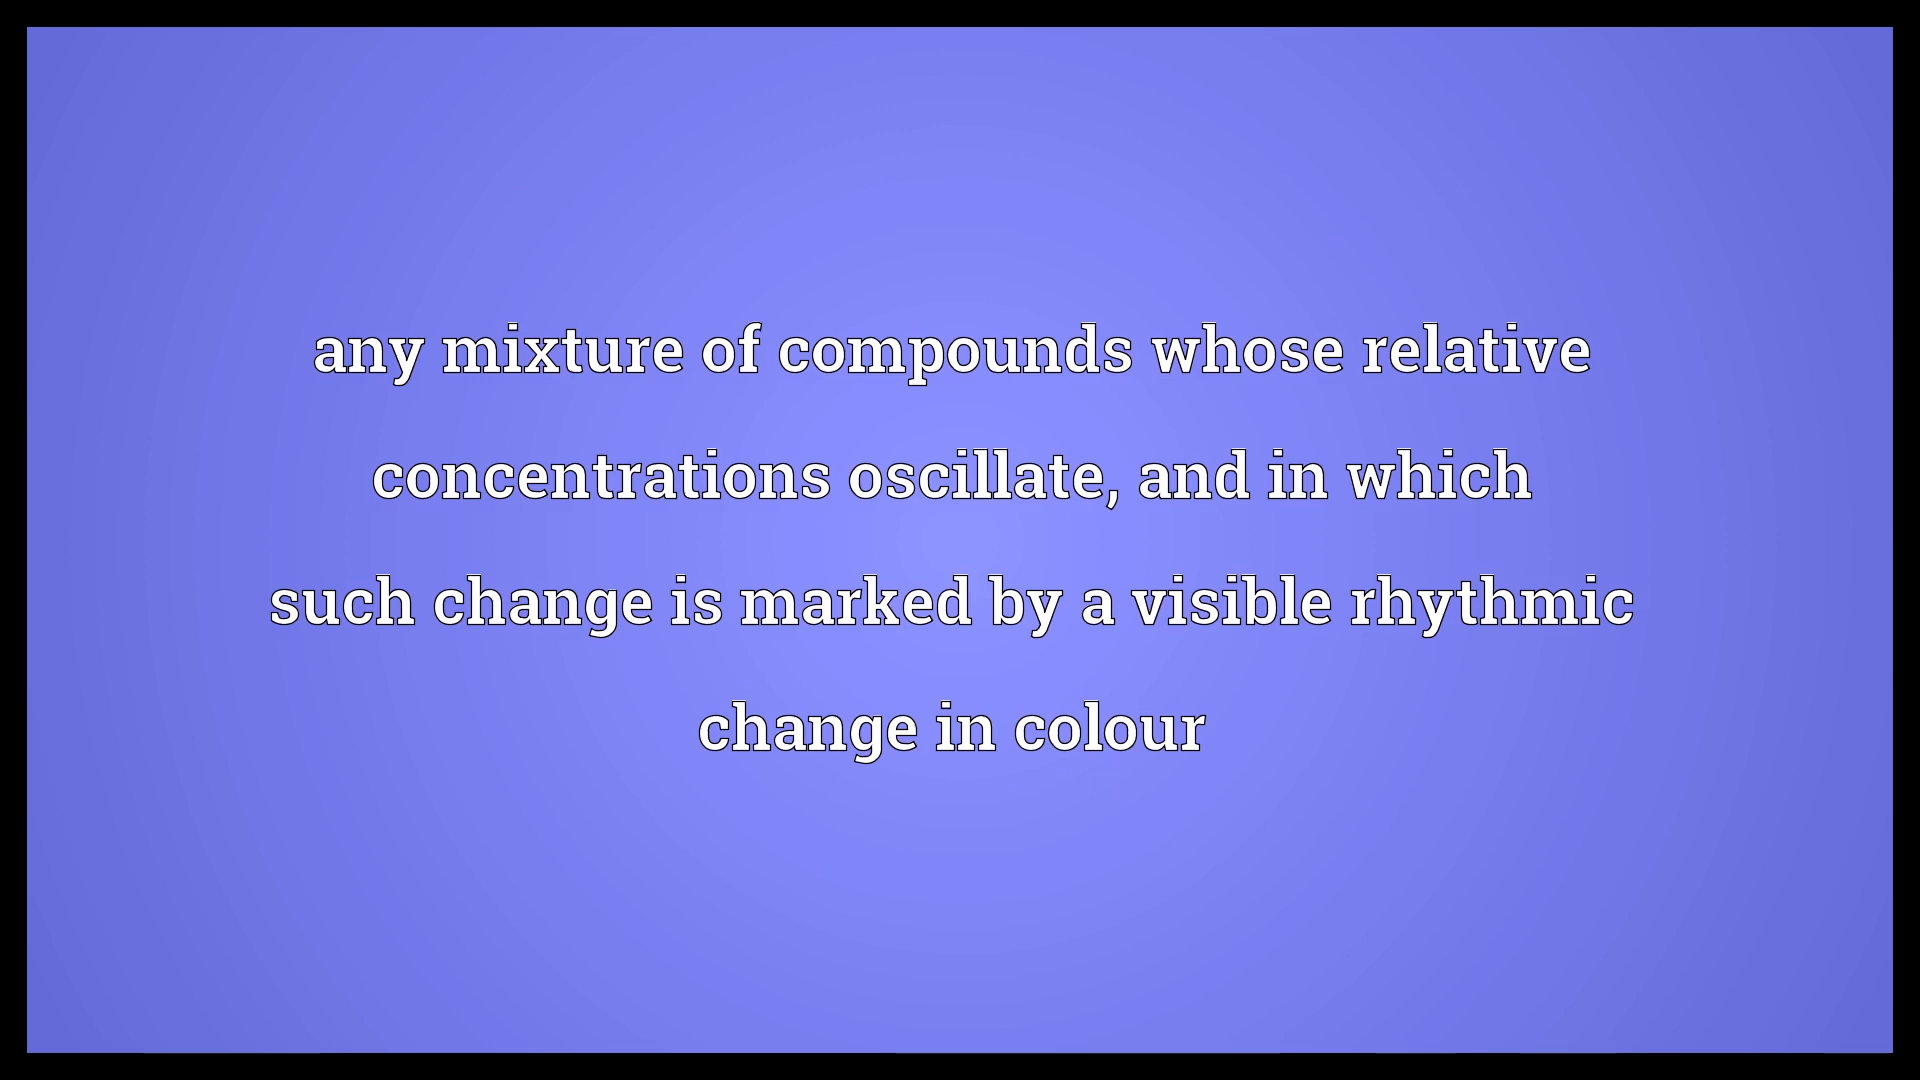 any mixture of compounds whose relative
concentrations oscillate, and in which
such change is marked by a visible rhythmic
change in colour